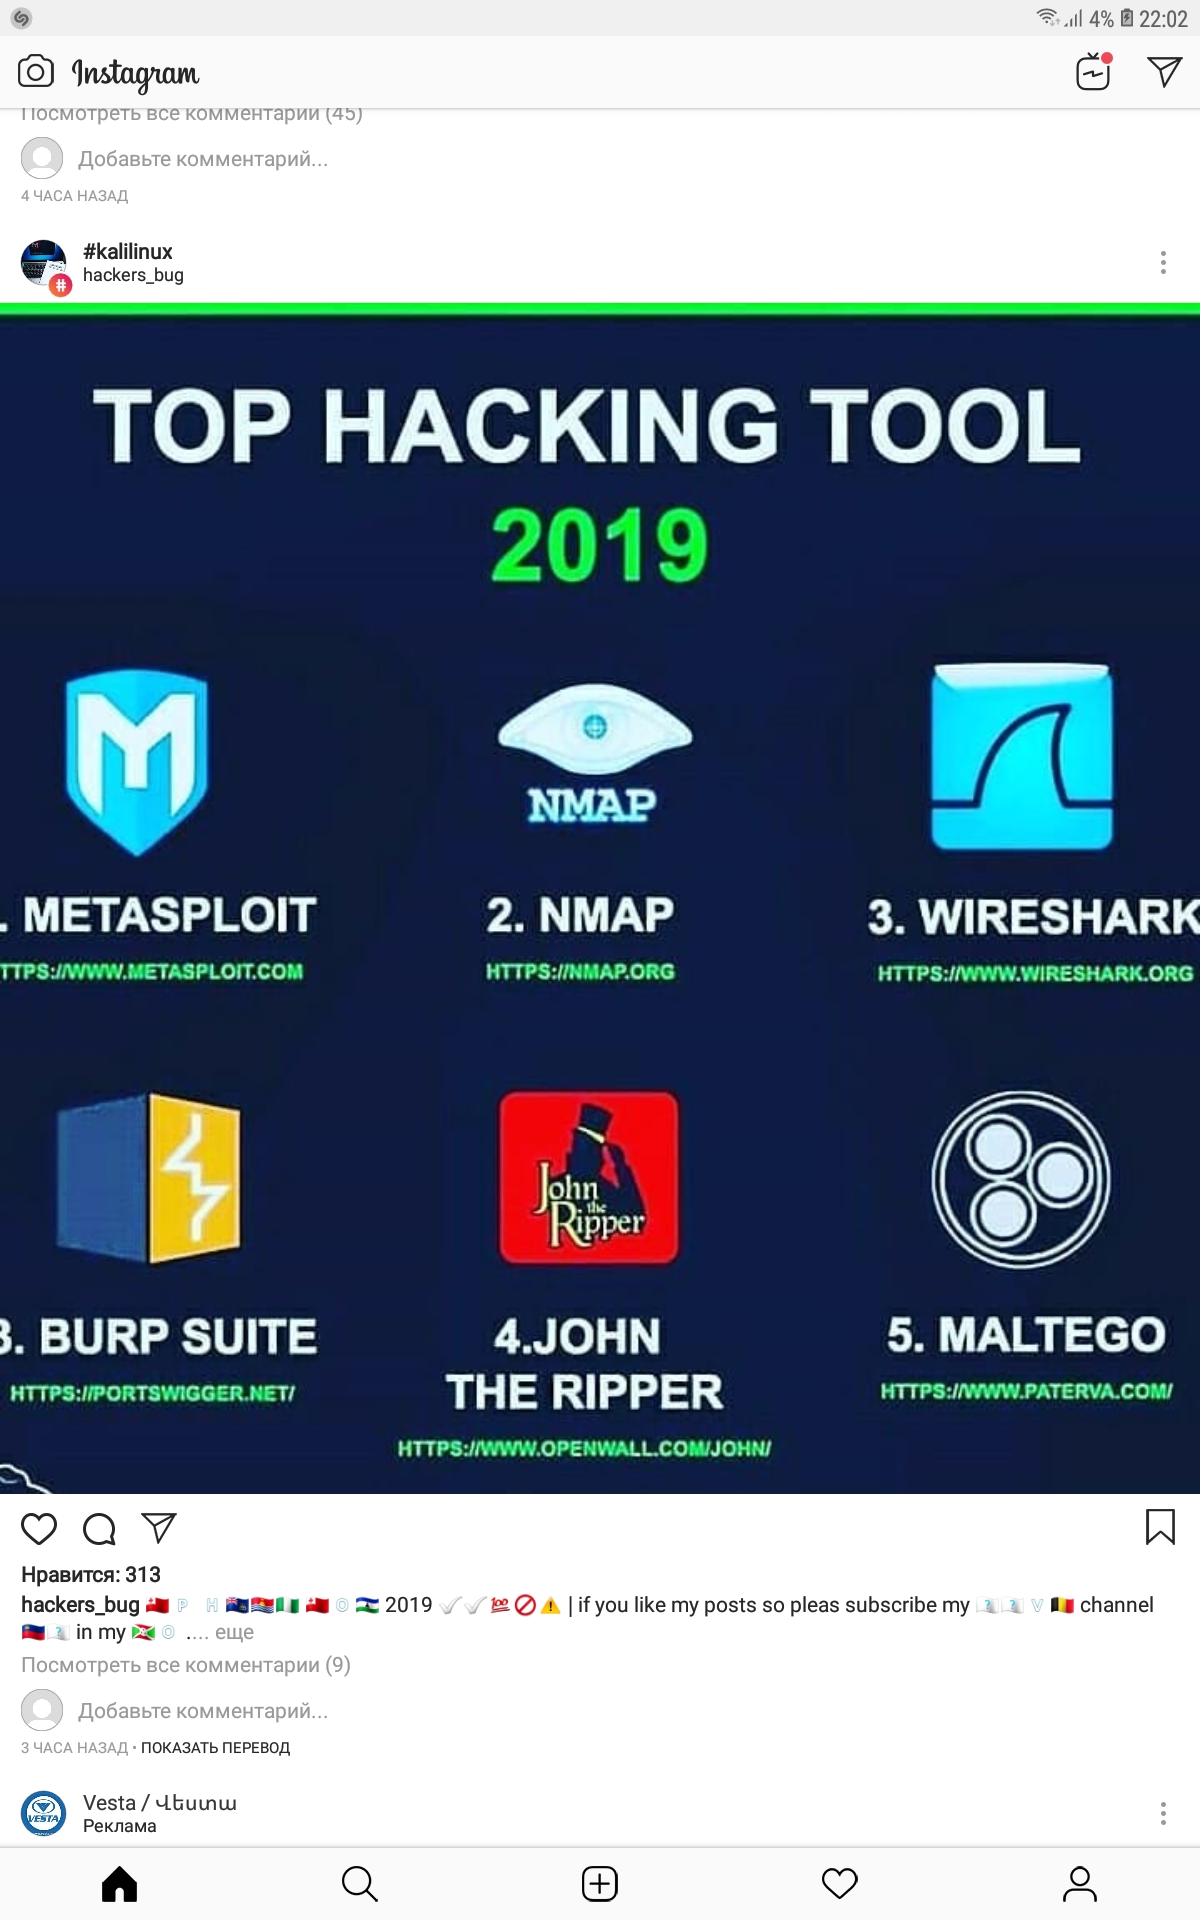 4% 22:02
Instagram
Посмотреть все комментарии (45)
Добавьте комментарий...
4 ЧАСА НАЗАД
#kalilinux
hackers_bug
TOP HACKING TOOL
2019
NMAP
. METASPLOIT
2. NMAP
3. WIRESHARK
TTPS://WWW.METASPLOIT.COM
HTTPS://NMAP.ORG
HTTPS://WWW.WIRESHARK.ORG
John
the
Ripper
3. BURP SUITE
4.JOHN
THE RIPPER
5. MALTEGO
HTTPS://PORTSWIGGER.NET/
HTTPS://WWW.OPENWALL.COM/JOHN/
HTTPS://WWW.PATERVA.COM/
Нравится: 313
hackers_bug 🇹🇴 P H 🇰🇮🇳🇬 🇹🇴 O 🇱🇸 2019 ✔✔💯🚫⚠ | if you like my posts so pleas subscribe my V 🇧🇪 channel
🇱🇮 in my 🇧🇮 O .... еще
Посмотреть все комментарии (9)
Добавьте комментарий...
3 ЧАСА НАЗАД • ПОКАЗАТЬ ПЕРЕВОД
VESTA
Vesta / Վեստա
Реклама